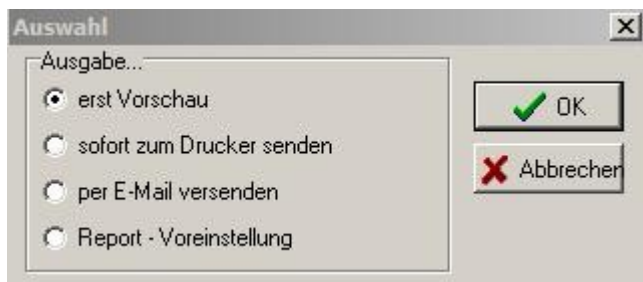 Auswahl
Ausgabe...
erst Vorschau
sofort zum Drucker senden
per E-Mail versenden
Report - Voreinstellung
OK
Abbrechen